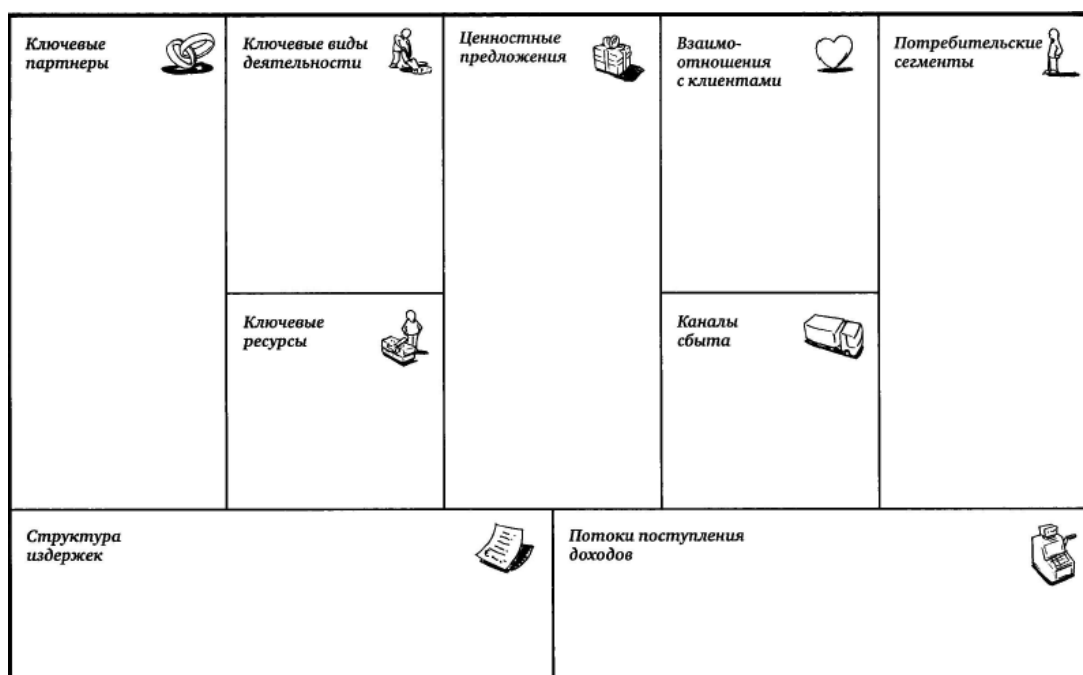 Ключевые
партнеры
Ключевые виды
деятельности
Ценностные
предложения
Взаимо-
отношения
с клиентами
Потребительские
сегменты
Ключевые
ресурсы
Каналы
сбыта
Структура
издержек
Потоки поступления
доходов